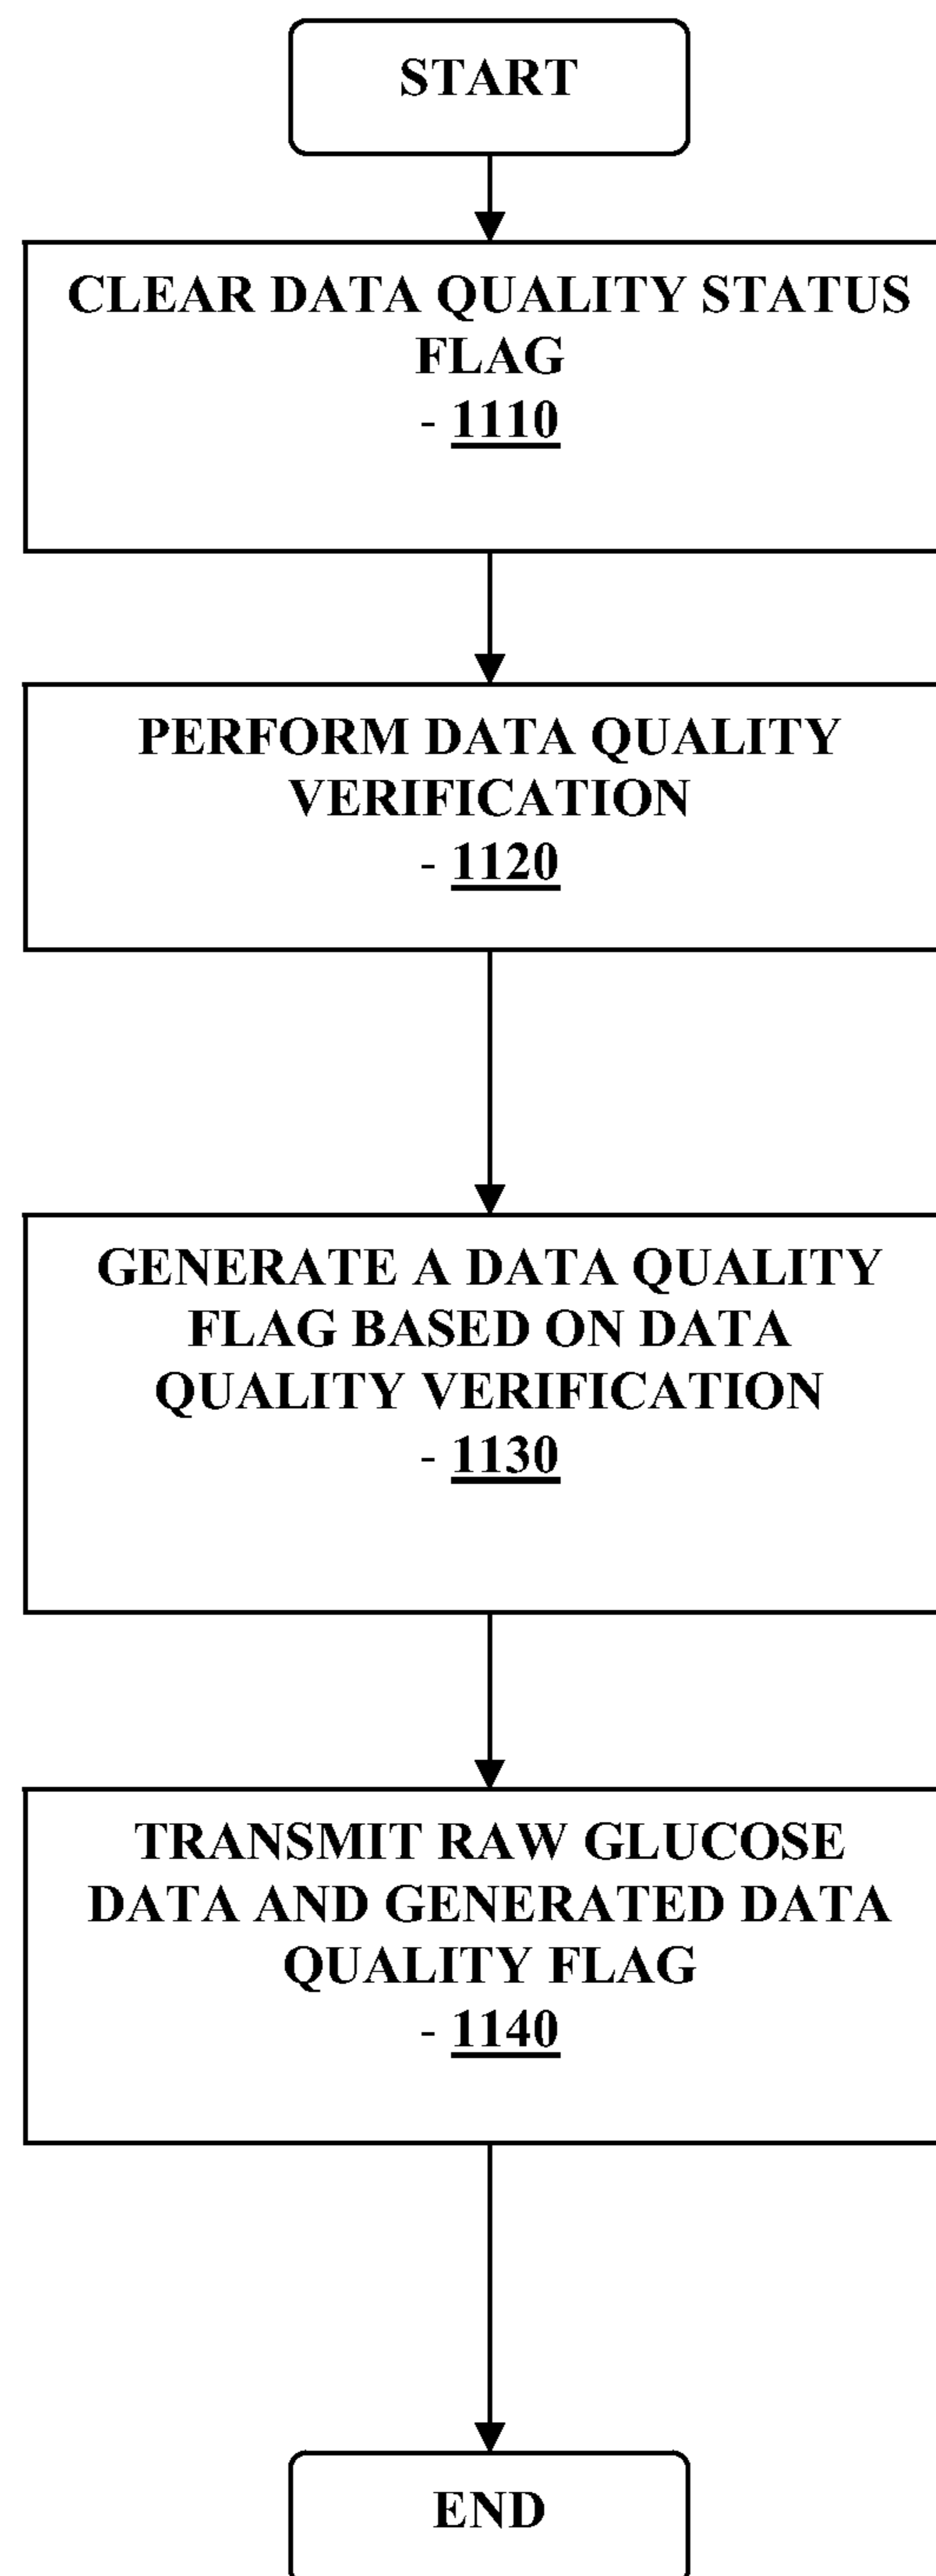 START
CLEAR DATA QUALITY STATUS
FLAG
- 1110
PERFORM DATA QUALITY
VERIFICATION
- 1120
GENERATE A DATA QUALITY
FLAG BASED ON DATA
QUALITY VERIFICATION
- 1130
TRANSMIT RAW GLUCOSE
DATA AND GENERATED DATA
QUALITY FLAG
- 1140
END